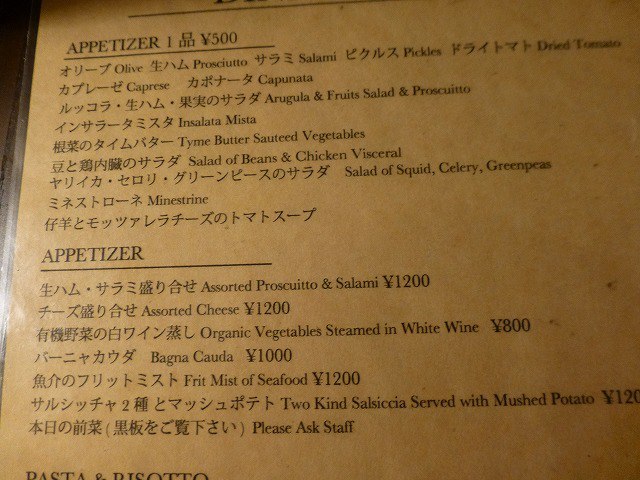 APPETIZER 1 品 ¥500
オリーブ Olive 生ハム Prosciutto サラミ Salami ピクルス Pickles ドライトマト Dried Tomato
カプレーゼ Caprese カポナータ Capunata
ルッコラ・生ハム・果実のサラダ Arugula & Fruits Salad & Proscuitto
インサラータミスタ Insalata Mista
根菜のタイムバター Tyme Butter Sauteed Vegetables
豆と鶏内臓のサラダ Salad of Beans & Chicken Visceral
ヤリイカ・セロリ・グリーンピースのサラダ Salad of Squid, Celery, Greenpeas
ミネストローネ Minestrine
仔羊とモッツァレラチーズのトマトスープ
APPETIZER
生ハム・サラミ盛り合せ Assorted Proscuitto & Salami ¥1200
チーズ盛り合せ Assorted Cheese ¥1200
有機野菜の白ワイン蒸し Organic Vegetables Steamed in White Wine ¥800
バーニャカウダ Bagna Cauda ¥1000
魚介のフリットミスト Frit Mist of Seafood ¥1200
サルシッチャ 2 種 とマッシュポテト Two Kind Salsiccia Served with Mushed Potato
本日の前菜 ( 黒板をご覧下さい ) Please Ask Staff
PASTA & RISOTTO